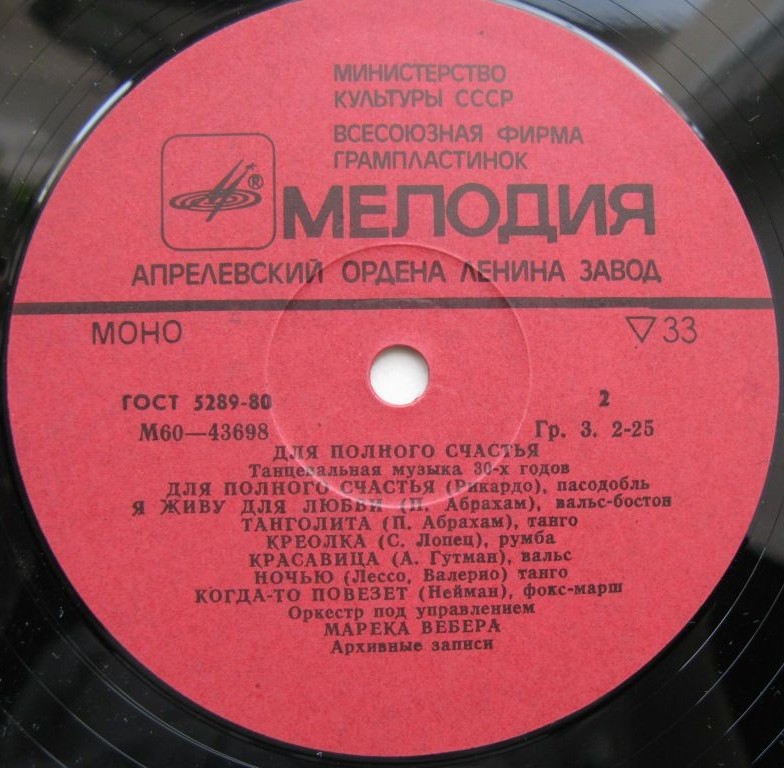 МИНИСТЕРСТВО
КУЛЬТУРЫ СССР
ВСЕСОЮЗНАЯ ФИРМА
ГРАМПЛАСТИНОК
®
МЕЛОДИЯ
АПРЕЛЕВСКИЙ ОРДЕНА ЛЕНИНА ЗАВОД
МОНО ▽33
ГОСТ 5289-80 2
М60—43698 Гр. 3. 2-25
ДЛЯ ПОЛНОГО СЧАСТЬЯ
Танцевальная музыка 30-х годов
ДЛЯ ПОЛНОГО СЧАСТЬЯ (Рикардо), пасодобль
Я ЖИВУ ДЛЯ ЛЮБВИ (П. Абрахам), вальс-бостон
ТАНГОЛИТА (П. Абрахам), танго
КРЕОЛКА (С. Лопец), румба
КРАСАВИЦА (А. Гутман), вальс
НОЧЬЮ (Лессо, Валерио) танго
КОГДА-ТО ПОВЕЗЕТ (Нейман), фокс-марш
Оркестр под управлением
МАРЕКА ВЕБЕРА
Архивные записи